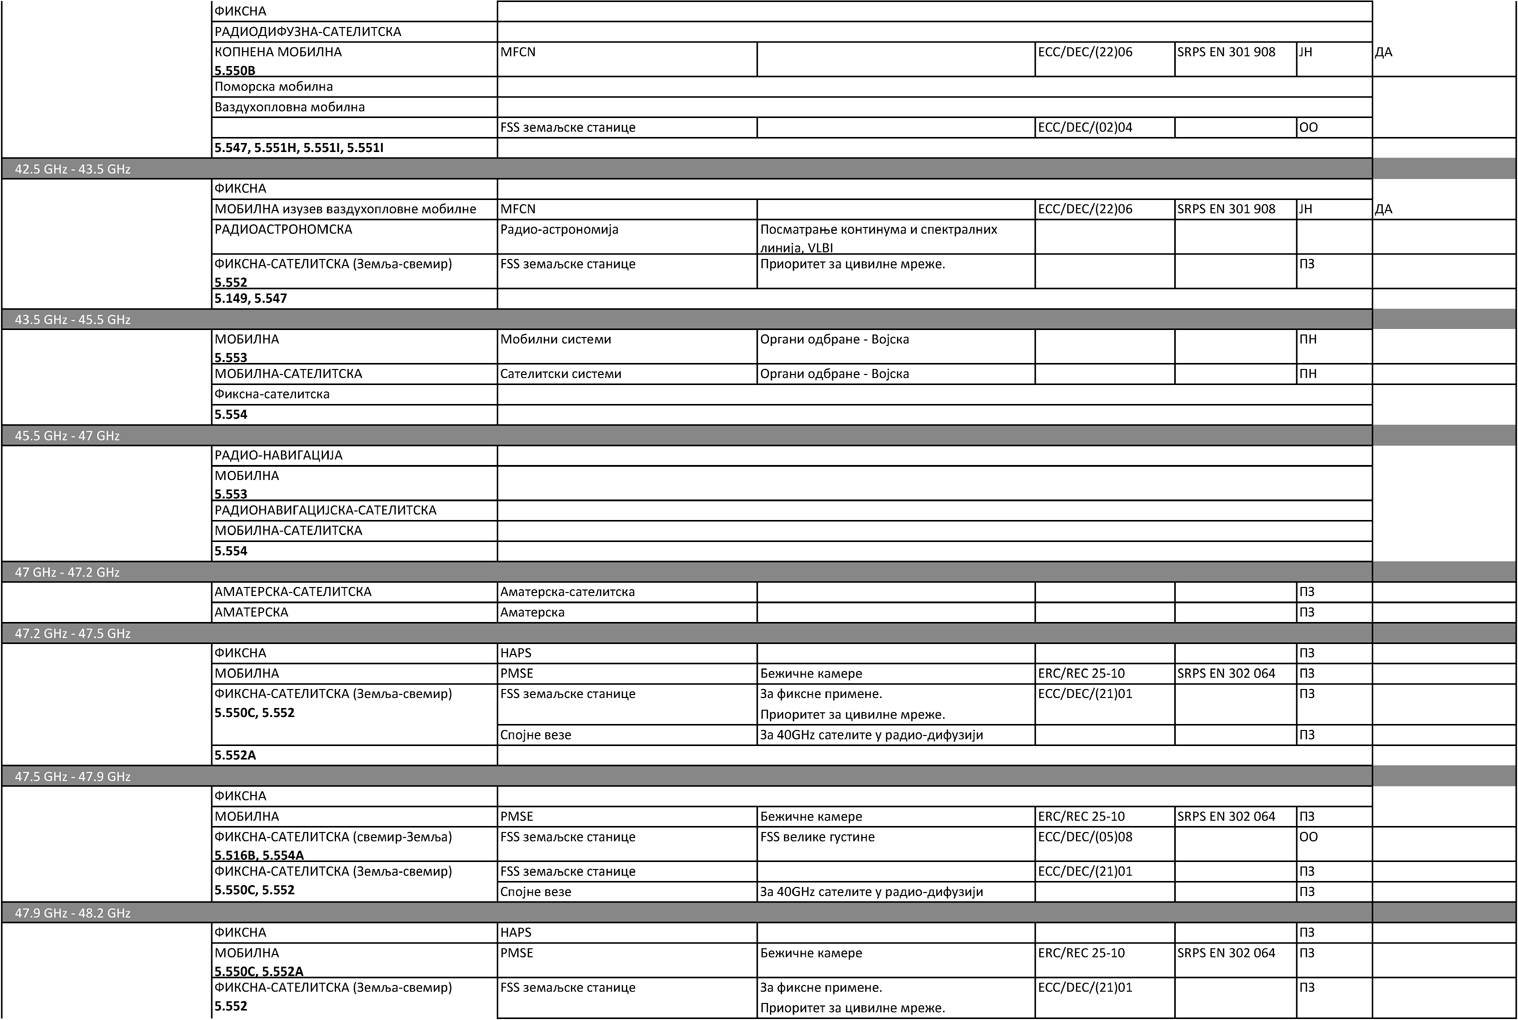 ФИКСНА
РАДИОДИФУЗНА-САТЕЛИТСКА
КОПНЕНА МОБИЛНА MFCN ECC/DEC/(22)06 SRPS EN 301 908 ЈН ДА
5.550B
Поморска мобилна
Ваздухопловна мобилна
FSS земаљске станице ECC/DEC/(02)04 ОО
5.547, 5.551H, 5.551I, 5.551I
42.5 GHz - 43.5 GHz
ФИКСНА
МОБИЛНА изузев ваздухопловне мобилне MFCN ECC/DEC/(22)06 SRPS EN 301 908 ЈН ДА
РАДИОАСТРОНОМСКА Радио-астрономија Посматрање континума и спектралних
линија, VLBI
ФИКСНА-САТЕЛИТСКА (Земља-свемир) FSS земаљске станице Приоритет за цивилне мреже. ПЗ
5.552
5.149, 5.547
43.5 GHz - 45.5 GHz
МОБИЛНА Мобилни системи Органи одбране - Војска ПН
5.553
МОБИЛНА-САТЕЛИТСКА Сателитски системи Органи одбране - Војска ПН
Фиксна-сателитска
5.554
45.5 GHz - 47 GHz
РАДИО-НАВИГАЦИЈА
МОБИЛНА
5.553
РАДИОНАВИГАЦИЈСКА-САТЕЛИТСКА
МОБИЛНА-САТЕЛИТСКА
5.554
47 GHz - 47.2 GHz
АМАТЕРСКА-САТЕЛИТСКА Аматерска-сателитска ПЗ
АМАТЕРСКА Аматерска ПЗ
47.2 GHz - 47.5 GHz
ФИКСНА HAPS ПЗ
МОБИЛНА PMSE Бежичне камере ERC/REC 25-10 SRPS EN 302 064 ПЗ
ФИКСНА-САТЕЛИТСКА (Земља-свемир) FSS земаљске станице За фиксне примене. ECC/DEC/(21)01 ПЗ
5.550C, 5.552 Приоритет за цивилне мреже.
Спојне везе За 40GHz сателите у радио-дифузији ПЗ
5.552A
47.5 GHz - 47.9 GHz
ФИКСНА
МОБИЛНА PMSE Бежичне камере ERC/REC 25-10 SRPS EN 302 064 ПЗ
ФИКСНА-САТЕЛИТСКА (свемир-Земља) FSS земаљске станице FSS велике густине ECC/DEC/(05)08 ОО
5.516B, 5.554A
ФИКСНА-САТЕЛИТСКА (Земља-свемир) FSS земаљске станице ECC/DEC/(21)01 ПЗ
5.550C, 5.552 Спојне везе За 40GHz сателите у радио-дифузији ПЗ
47.9 GHz - 48.2 GHz
ФИКСНА HAPS ПЗ
МОБИЛНА PMSE Бежичне камере ERC/REC 25-10 SRPS EN 302 064 ПЗ
5.550C, 5.552A
ФИКСНА-САТЕЛИТСКА (Земља-свемир) FSS земаљске станице За фиксне примене. ECC/DEC/(21)01 ПЗ
5.552 Приоритет за цивилне мреже.